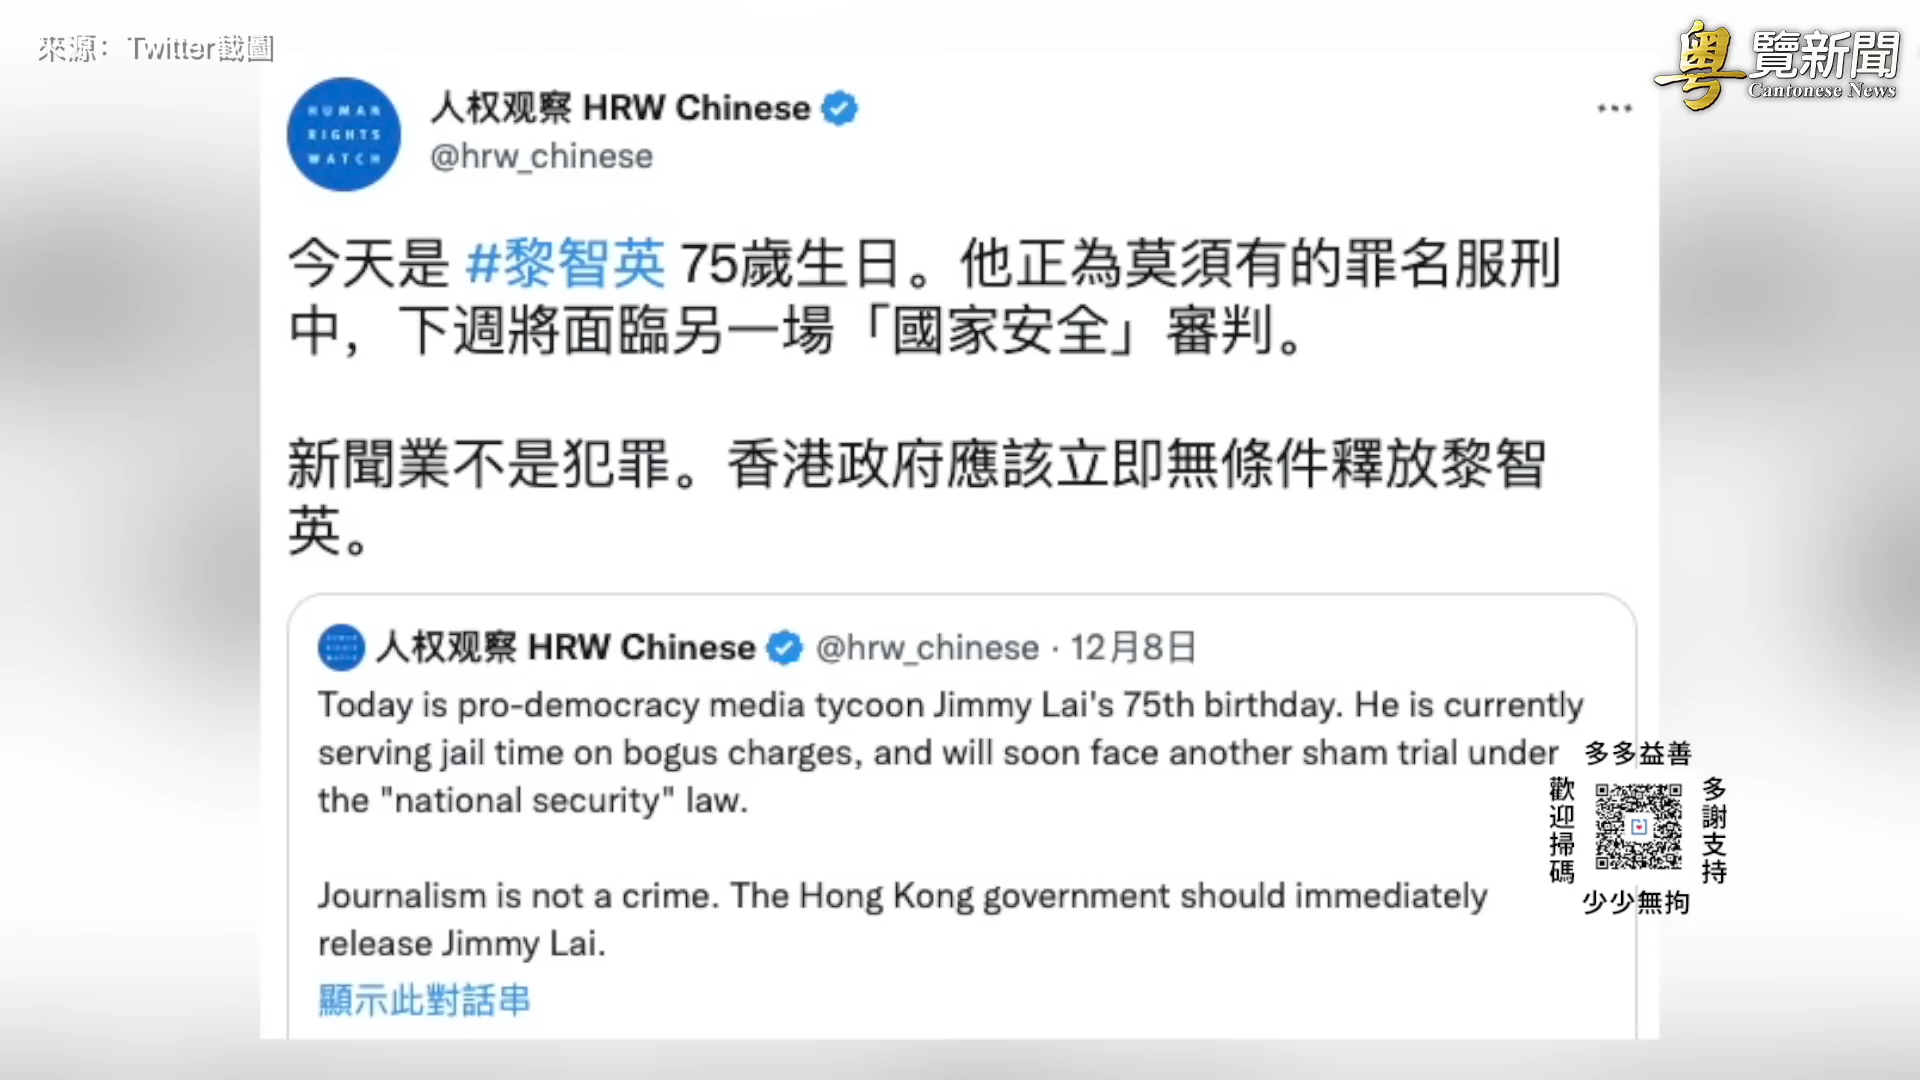 來源：Twitter截圖
粵覽新聞
Cantonese News
HUMAN
RIGHTS
WATCH
人权观察 HRW Chinese
@hrw_chinese
今天是 #黎智英 75歲生日。他正為莫須有的罪名服刑
中，下週將面臨另一場「國家安全」審判。
新聞業不是犯罪。香港政府應該立即無條件釋放黎智
英。
HUMAN
RIGHTS
WATCH
人权观察 HRW Chinese @hrw_chinese · 12月8日
Today is pro-democracy media tycoon Jimmy Lai's 75th birthday. He is currently
serving jail time on bogus charges, and will soon face another sham trial under
the "national security" law.
Journalism is not a crime. The Hong Kong government should immediately
release Jimmy Lai.
顯示此對話串
多多益善
歡迎掃碼
多謝支持
少少無拘